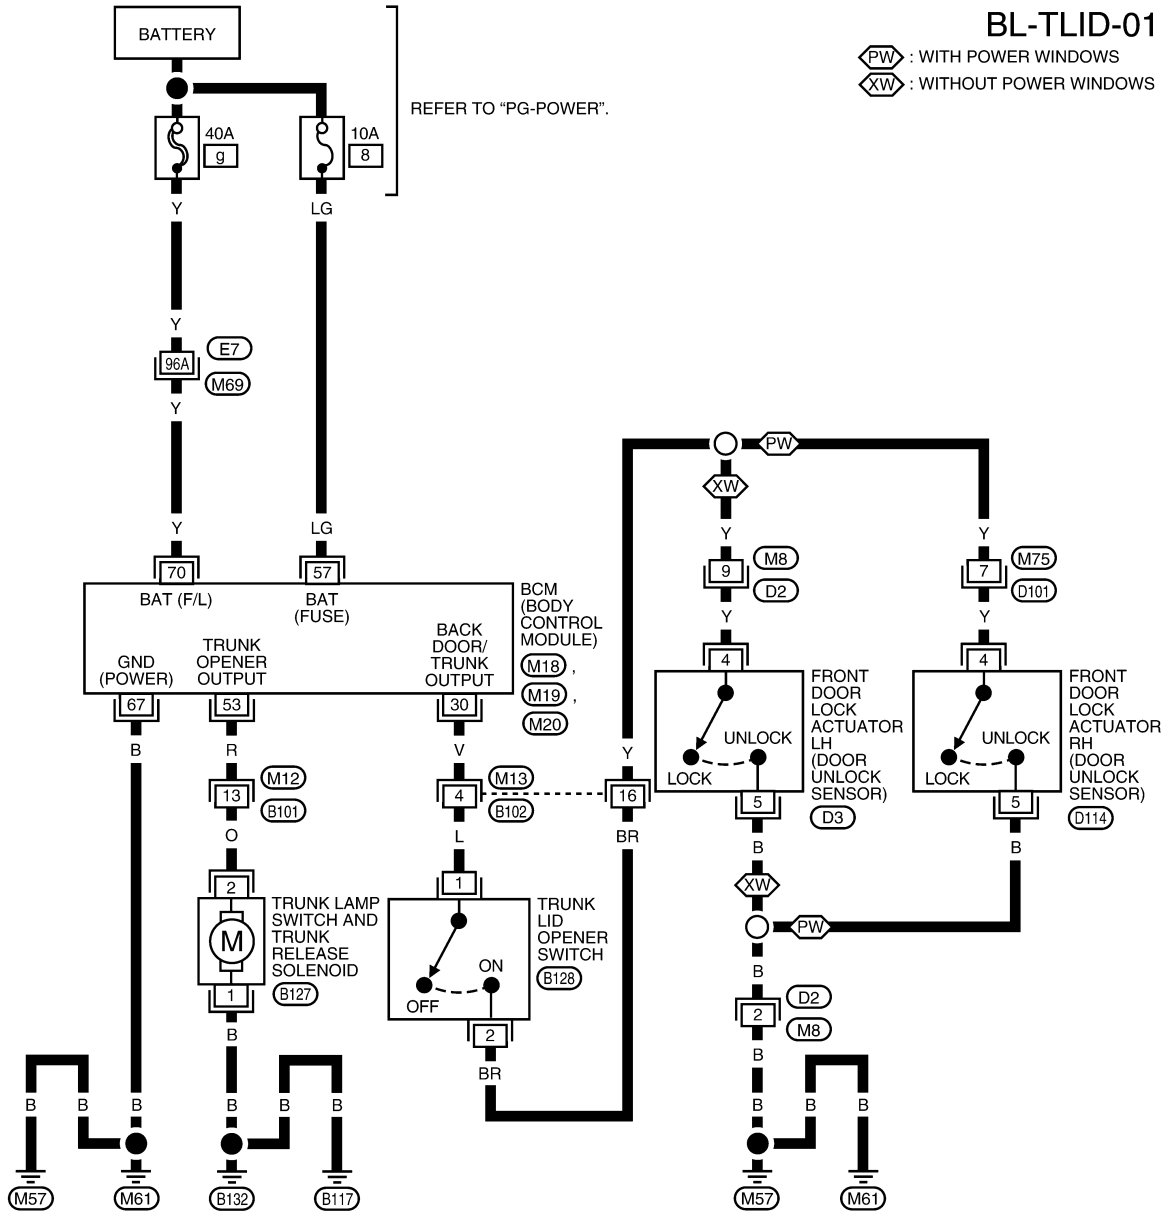 BL-TLID-01
PW : WITH POWER WINDOWS
XW : WITHOUT POWER WINDOWS
BATTERY
REFER TO “PG-POWER”.
40A
g
10A
8
Y
LG
Y
96A
E7
M69
Y
Y
LG
70
57
BAT (F/L)
BAT
(FUSE)
BCM
(BODY
CONTROL
MODULE)
M18 ,
M19 ,
M20
GND
(POWER)
TRUNK
OPENER
OUTPUT
BACK
DOOR/
TRUNK
OUTPUT
67
53
30
B
R
V
M12
13
B101
M13
4
B102
Y
16
BR
O
L
2
TRUNK LAMP
SWITCH AND
TRUNK
RELEASE
SOLENOID
B127
M
1
B
1
TRUNK
LID
OPENER
SWITCH
B128
ON
OFF
2
BR
PW
XW
Y
Y
9
M8
D2
7
M75
D101
Y
Y
4
4
FRONT
DOOR
LOCK
ACTUATOR
LH
(DOOR
UNLOCK
SENSOR)
D3
UNLOCK
LOCK
FRONT
DOOR
LOCK
ACTUATOR
RH
(DOOR
UNLOCK
SENSOR)
D114
UNLOCK
LOCK
5
5
B
B
XW
PW
B
2
D2
M8
B
B
B
B
B
B
B
B
B
B
M57
M61
B132
B117
M57
M61